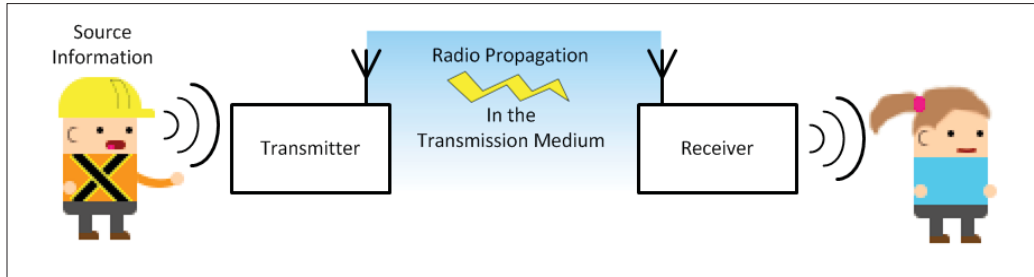 Source
Information
Transmitter
Radio Propagation
In the
Transmission Medium
Receiver